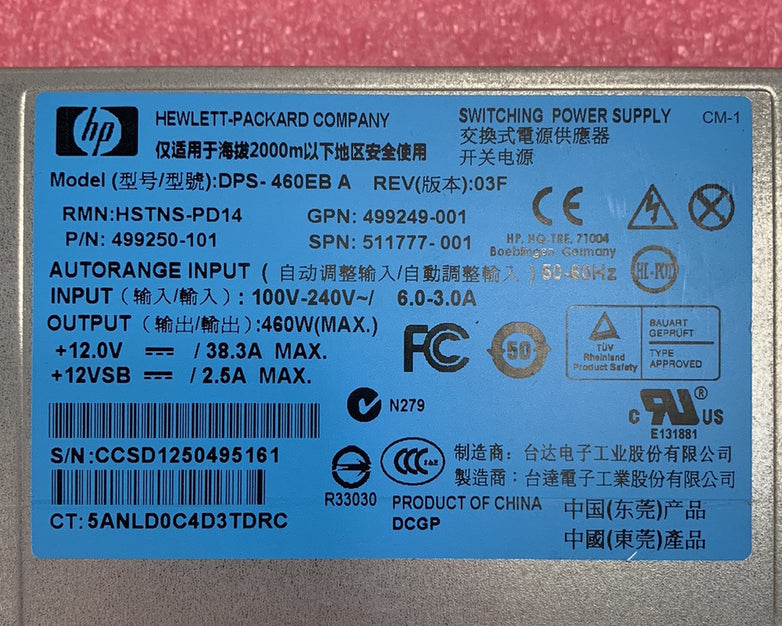 hp
HEWLETT-PACKARD COMPANY
SWITCHING POWER SUPPLY
CM-1
交換式電源供應器
开关电源
仅适用于海拔2000m以下地区安全使用
Model (型号/型號):DPS- 460EB A REV(版本):03F
RMN:HSTNS-PD14
GPN: 499249-001
P/N: 499250-101
SPN: 511777- 001
CE
HP, HQ-TRE, 71004
Boeblingen, Germany
AUTORANGE INPUT ( 自动调整输入/自動調整輸入 ) 50-60Hz
HI-POT
INPUT (输入/輸入) : 100V-240V~/ 6.0-3.0A
OUTPUT (输出/輸出) :460W(MAX.)
+12.0V / 38.3A MAX.
+12VSB / 2.5A MAX.
FC
50
TÜV
Rheinland
Product Safety
BAUART
GEPRÜFT
TYPE
APPROVED
N279
c RU US ®
E131881
S/N:CCSD1250495161
R33030
CCC
制造商: 台达电子工业股份有限公司
製造商: 台達電子工業股份有限公司
CT: 5ANLD0C4D3TDRC
PRODUCT OF CHINA
DCGP
中国(东莞)产品
中國(東莞)產品